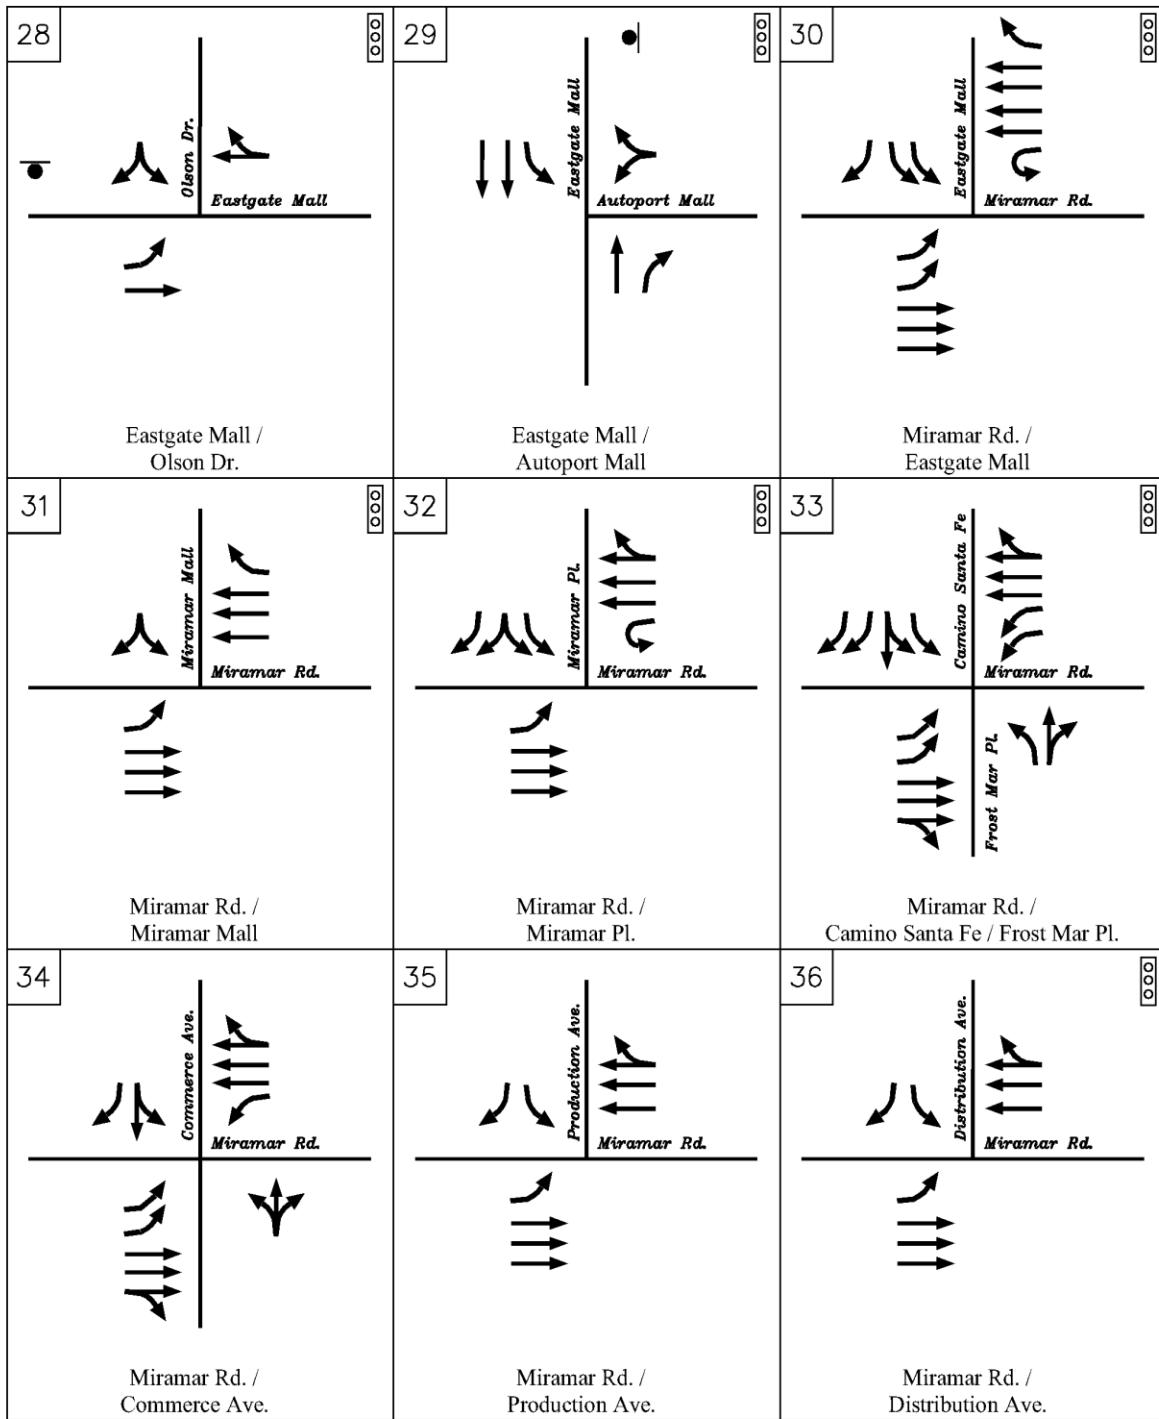 28
Olson Dr.
Eastgate Mall
Eastgate Mall /
Olson Dr.
29
Eastgate Mall
Autoport Mall
Eastgate Mall /
Autoport Mall
30
Eastgate Mall
Miramar Rd.
Miramar Rd. /
Eastgate Mall
31
Miramar Mall
Miramar Rd.
Miramar Rd. /
Miramar Mall
32
Miramar Pl.
Miramar Rd.
Miramar Rd. /
Miramar Pl.
33
Camino Santa Fe
Miramar Rd.
Frost Mar Pl.
Miramar Rd. /
Camino Santa Fe / Frost Mar Pl.
34
Commerce Ave.
Miramar Rd.
Miramar Rd. /
Commerce Ave.
35
Production Ave.
Miramar Rd.
Miramar Rd. /
Production Ave.
36
Distribution Ave.
Miramar Rd.
Miramar Rd. /
Distribution Ave.